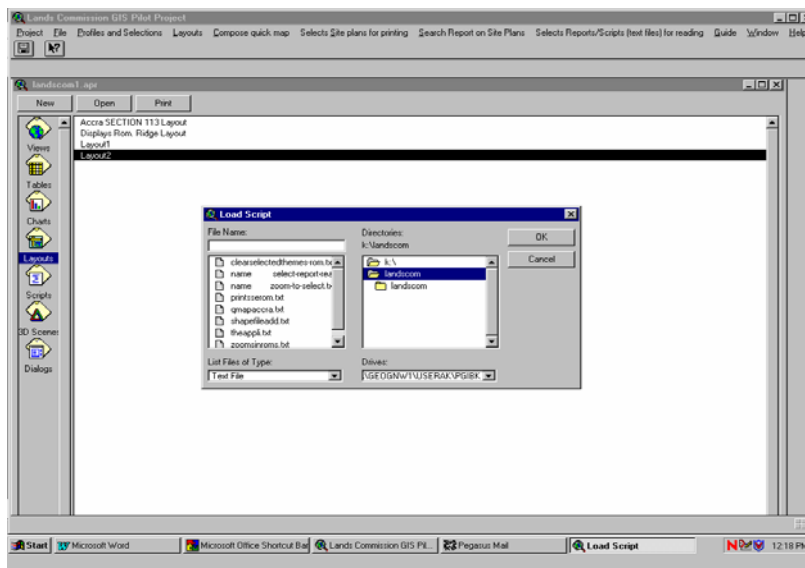 Lands Commission GIS Pilot Project
Project File Profiles and Selections Layouts Compose quick map Selects Site plans for printing Search Report on Site Plans Selects Reports/Scripts (text files) for reading Guide Window Help
landscom1.apr
New Open Print
Accra SECTION 113 Layout
Displays Rom. Ridge Layout
Layout1
Layout2
Views
Tables
Charts
Layouts
Scripts
3D Scenes
Dialogs
Load Script
File Name:
Directories:
k:\landscom
OK
Cancel
clearselectedthemes-rom.tx
name select-report-rea
name zoom-to-select.t
printsserom.txt
qmapaccra.txt
shapefileadd.txt
theappli.txt
zoomsinroms.txt
k:\
landscom
landscom
List Files of Type:
Text File
Drives:
\\GEOGNW1\USERAK\PGIBK
Start Microsoft Word Microsoft Office Shortcut Bar Lands Commission GIS Pil... Pegasus Mail Load Script N 12:18 PM